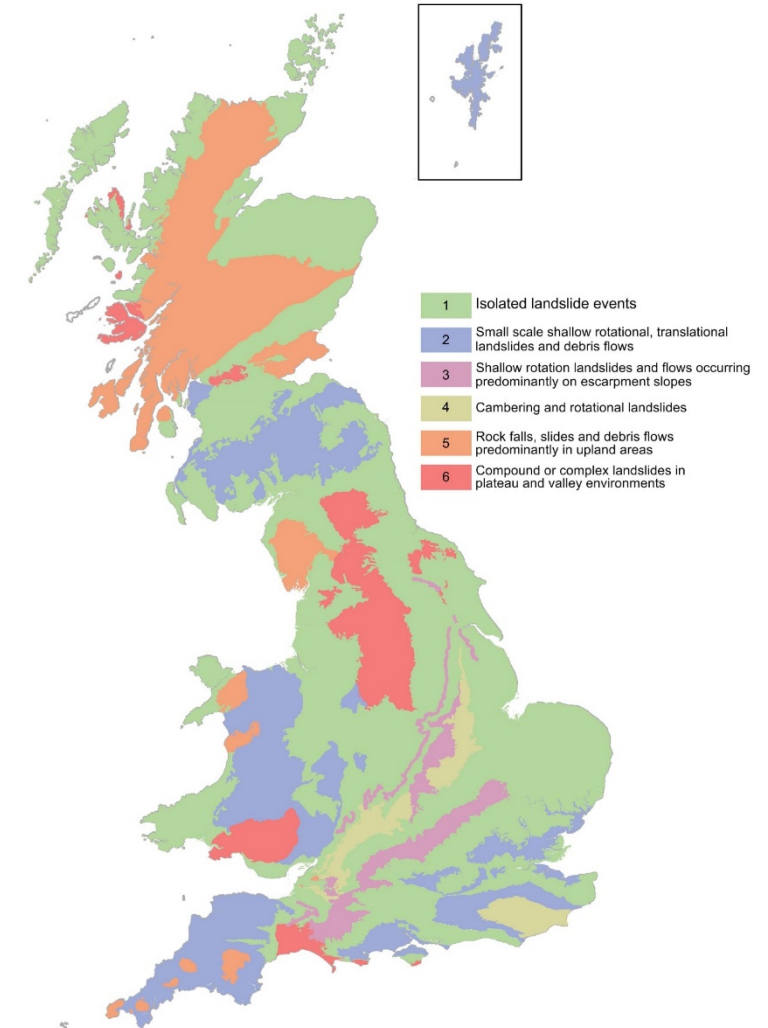 1 Isolated landslide events
2 Small scale shallow rotational, translational
landslides and debris flows
3 Shallow rotation landslides and flows occurring
predominantly on escarpment slopes
4 Cambering and rotational landslides
5 Rock falls, slides and debris flows
predominantly in upland areas
6 Compound or complex landslides in
plateau and valley environments